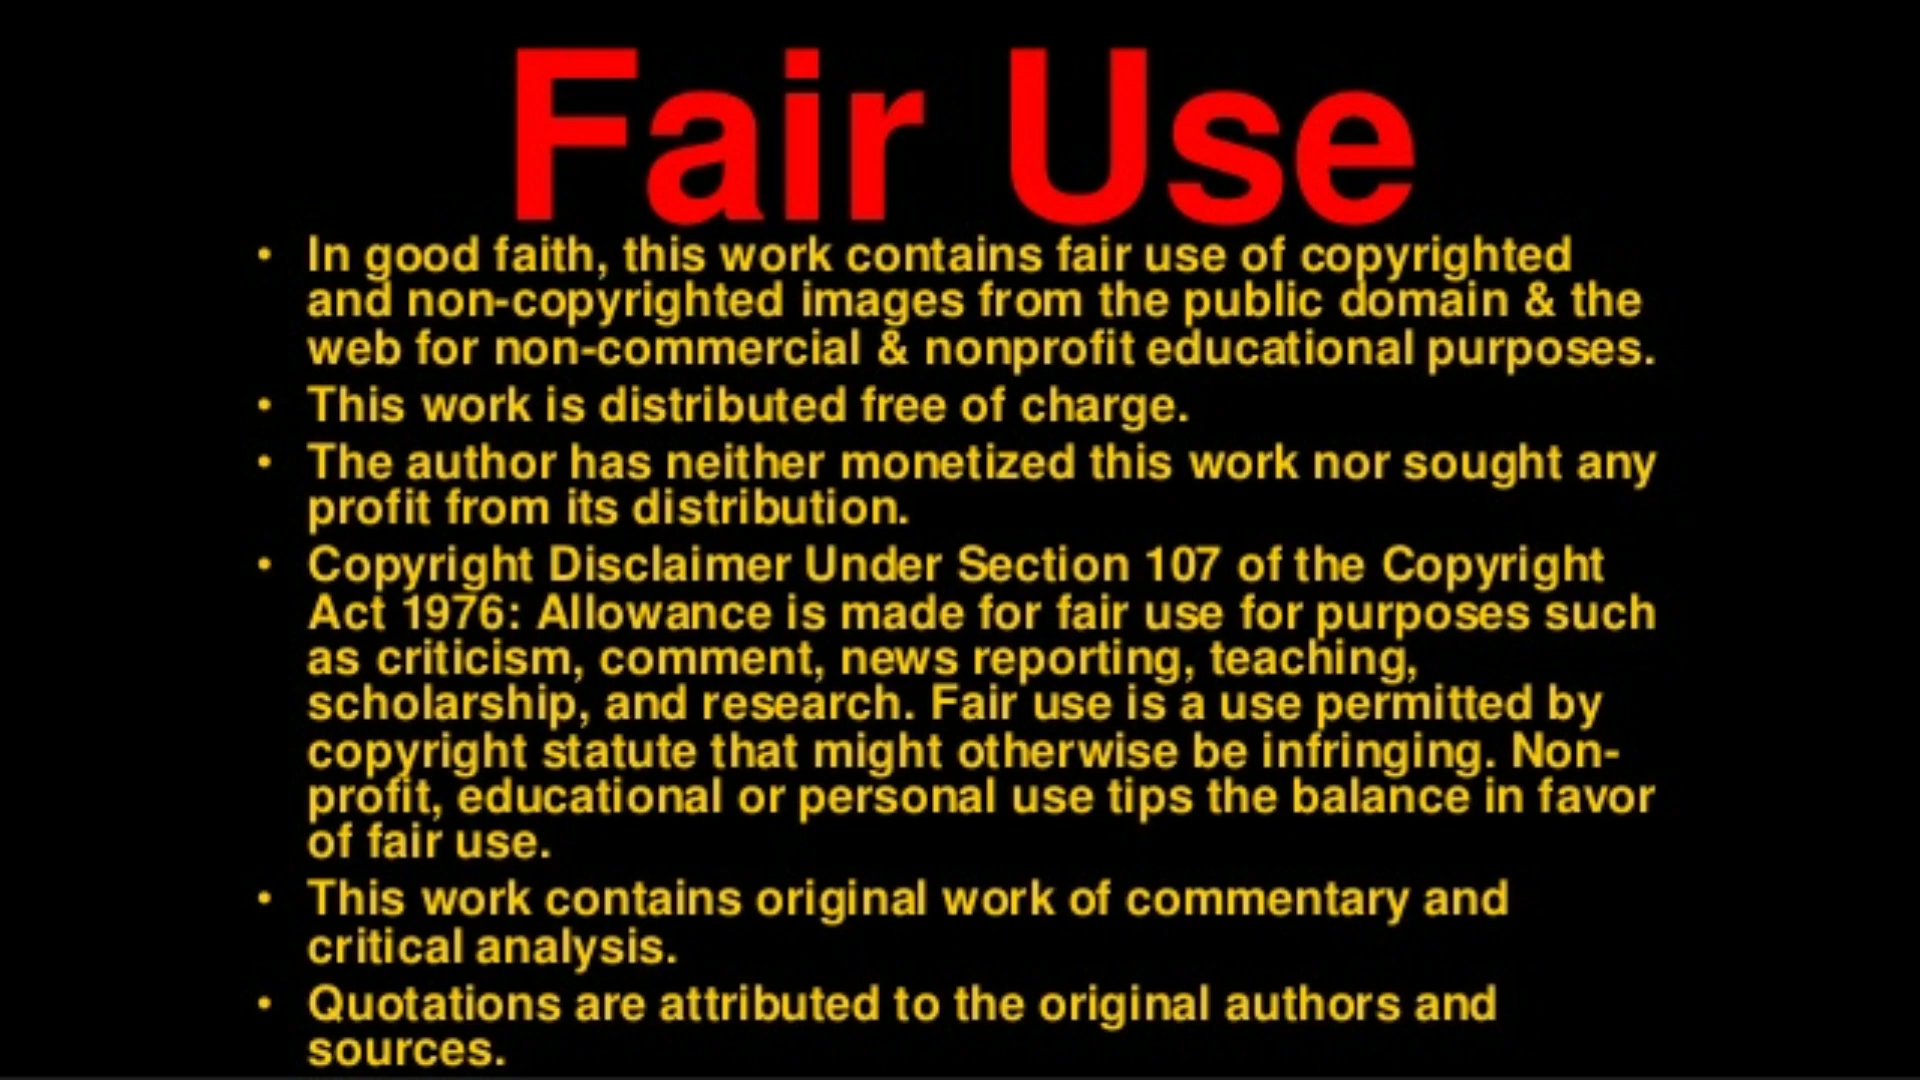 Fair Use
• In good faith, this work contains fair use of copyrighted
and non-copyrighted images from the public domain & the
web for non-commercial & nonprofit educational purposes.
• This work is distributed free of charge.
• The author has neither monetized this work nor sought any
profit from its distribution.
• Copyright Disclaimer Under Section 107 of the Copyright
Act 1976: Allowance is made for fair use for purposes such
as criticism, comment, news reporting, teaching,
scholarship, and research. Fair use is a use permitted by
copyright statute that might otherwise be infringing. Non-
profit, educational or personal use tips the balance in favor
of fair use.
• This work contains original work of commentary and
critical analysis.
• Quotations are attributed to the original authors and
sources.